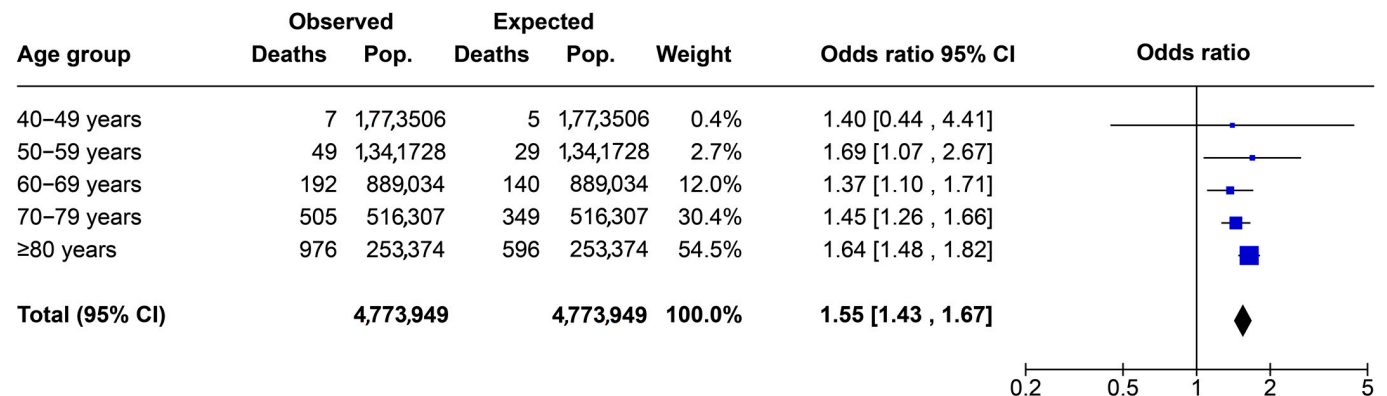 Observed Expected
Age group Deaths Pop. Deaths Pop. Weight Odds ratio 95% CI Odds ratio
40–49 years 7 1,77,3506 5 1,77,3506 0.4% 1.40 [0.44 , 4.41]
50–59 years 49 1,34,1728 29 1,34,1728 2.7% 1.69 [1.07 , 2.67]
60–69 years 192 889,034 140 889,034 12.0% 1.37 [1.10 , 1.71]
70–79 years 505 516,307 349 516,307 30.4% 1.45 [1.26 , 1.66]
≥80 years 976 253,374 596 253,374 54.5% 1.64 [1.48 , 1.82]
Total (95% CI) 4,773,949 4,773,949 100.0% 1.55 [1.43 , 1.67]
0.2 0.5 1 2 5